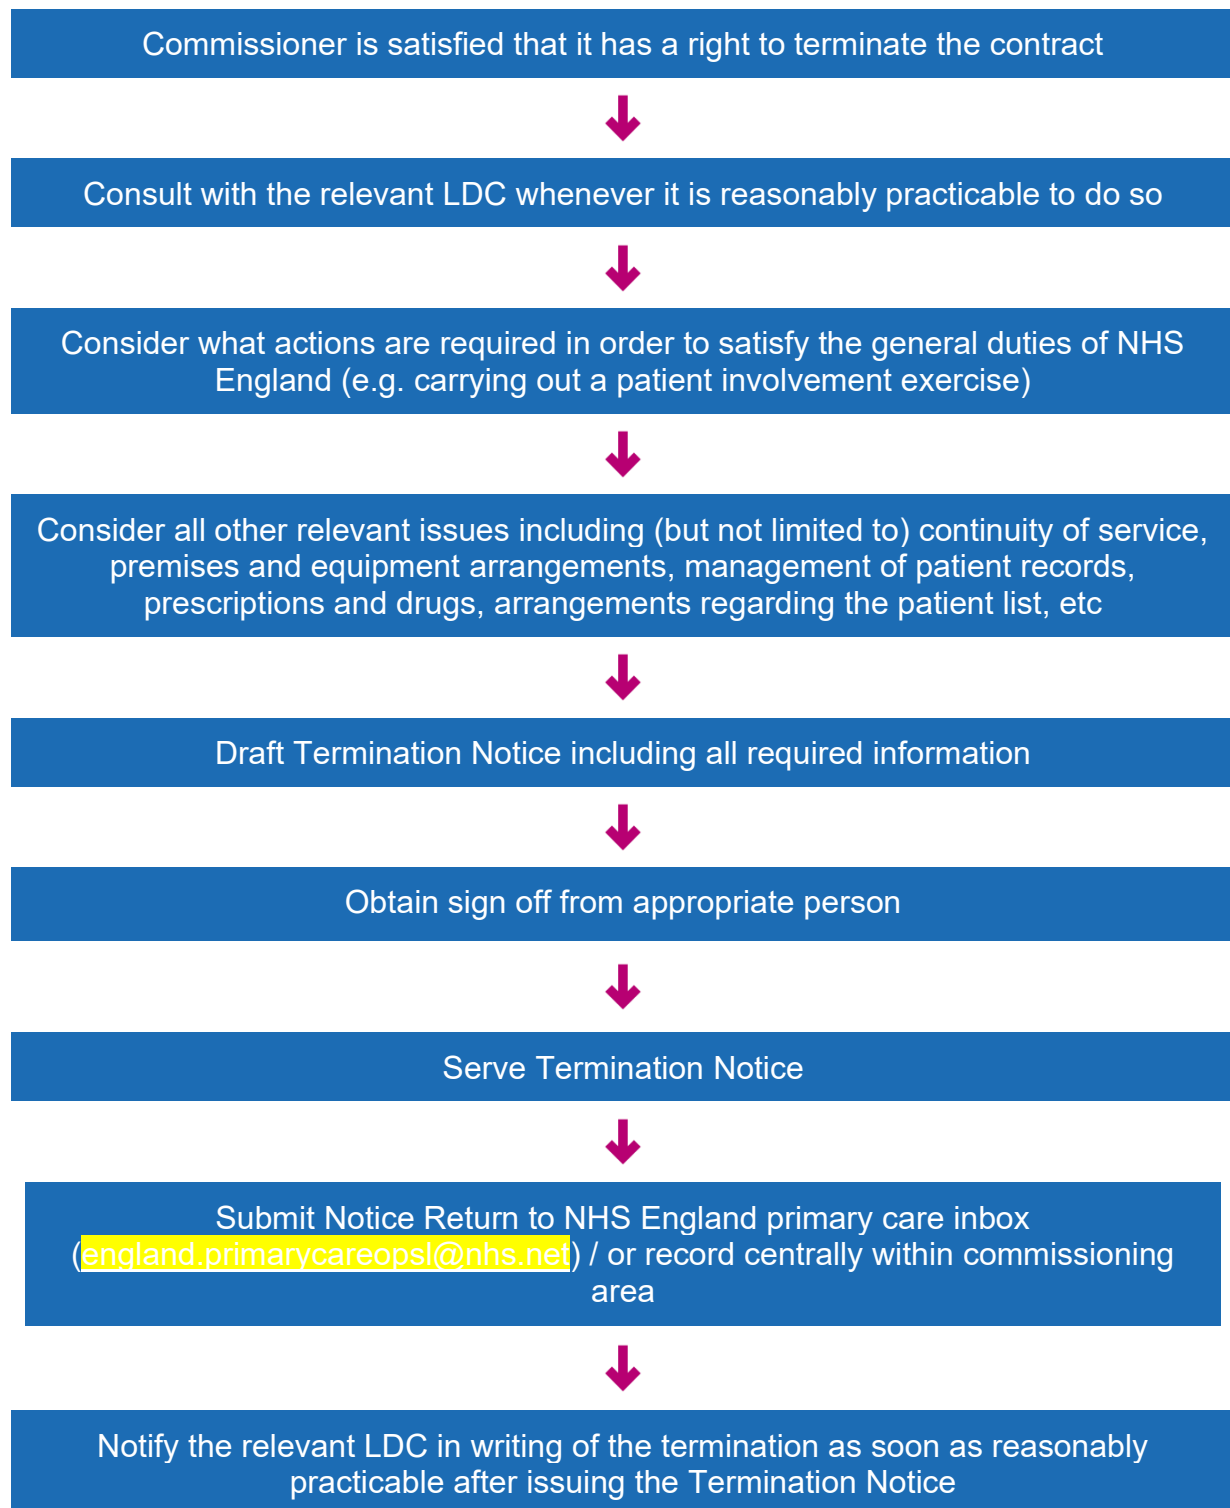 Commissioner is satisfied that it has a right to terminate the contract
Consult with the relevant LDC whenever it is reasonably practicable to do so
Consider what actions are required in order to satisfy the general duties of NHS
England (e.g. carrying out a patient involvement exercise)
Consider all other relevant issues including (but not limited to) continuity of service,
premises and equipment arrangements, management of patient records,
prescriptions and drugs, arrangements regarding the patient list, etc
Draft Termination Notice including all required information
Obtain sign off from appropriate person
Serve Termination Notice
Submit Notice Return to NHS England primary care inbox
(england.primarycareopsl@nhs.net) / or record centrally within commissioning
area
Notify the relevant LDC in writing of the termination as soon as reasonably
practicable after issuing the Termination Notice